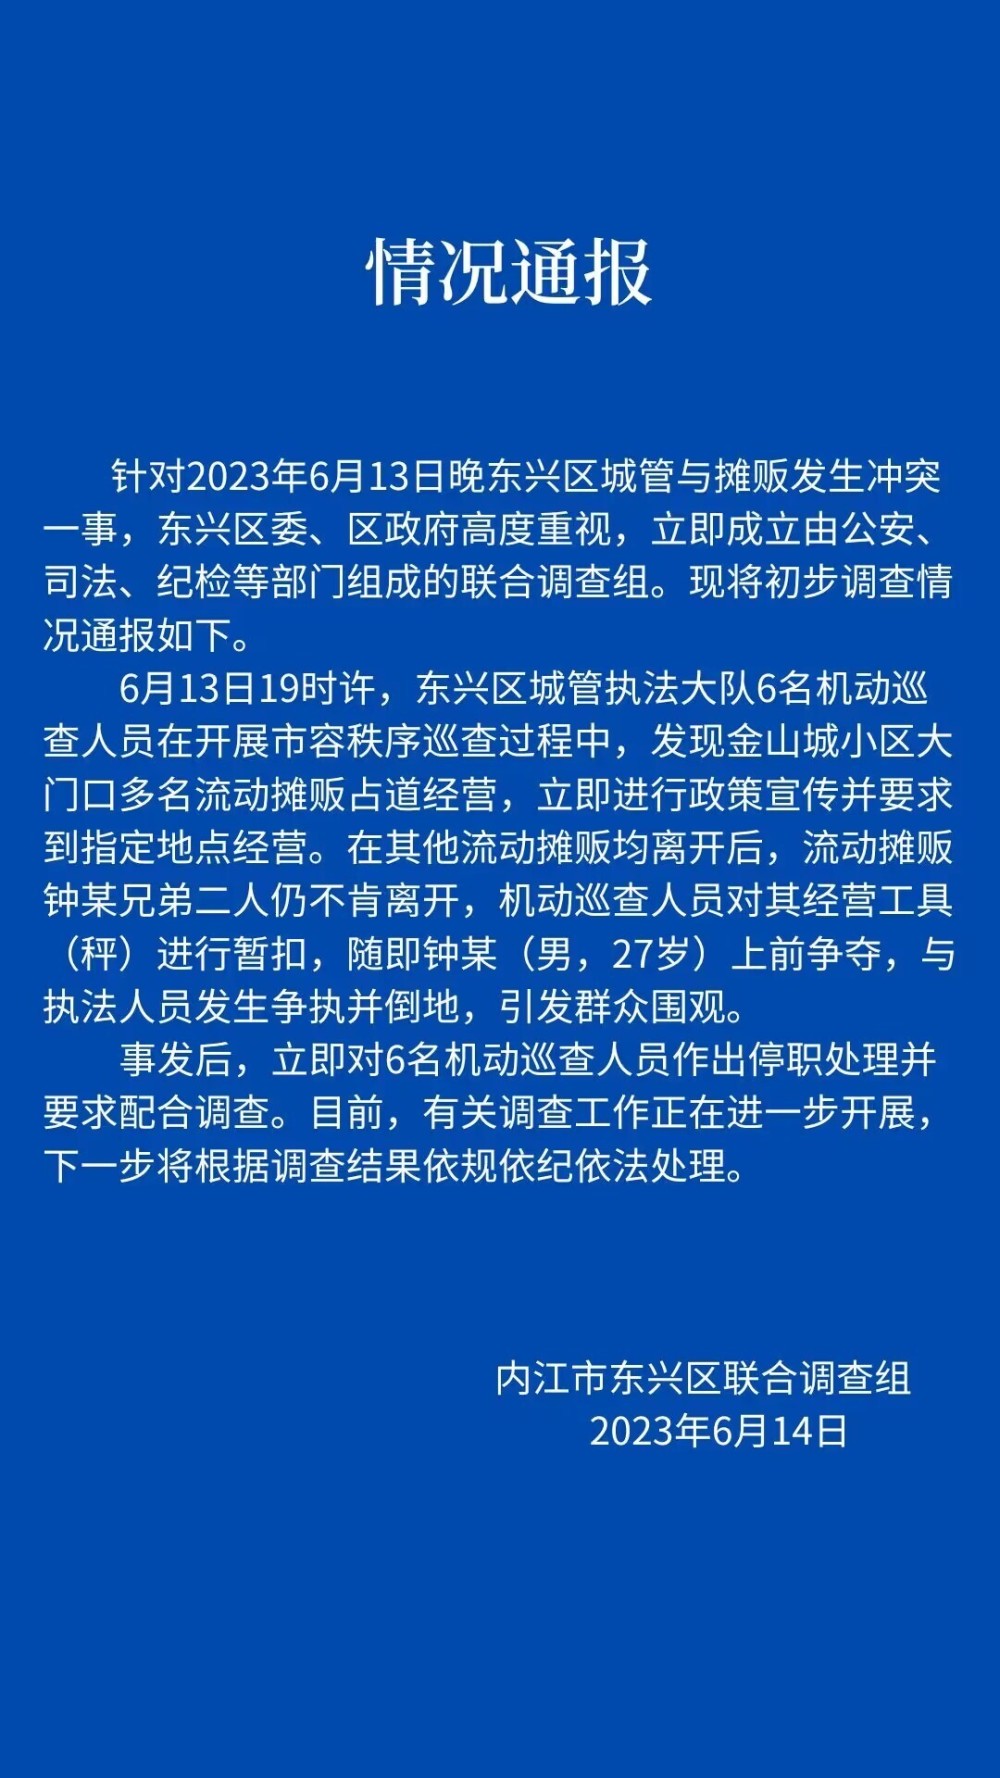 情况通报
针对2023年6月13日晚东兴区城管与摊贩发生冲突
一事，东兴区委、区政府高度重视，立即成立由公安、
司法、纪检等部门组成的联合调查组。现将初步调查情
况通报如下。
6月13日19时许，东兴区城管执法大队6名机动巡
查人员在开展市容秩序巡查过程中，发现金山城小区大
门口多名流动摊贩占道经营，立即进行政策宣传并要求
到指定地点经营。在其他流动摊贩均离开后，流动摊贩
钟某兄弟二人仍不肯离开，机动巡查人员对其经营工具
（秤）进行暂扣，随即钟某（男，27岁）上前争夺，与
执法人员发生争执并倒地，引发群众围观。
事发后，立即对6名机动巡查人员作出停职处理并
要求配合调查。目前，有关调查工作正在进一步开展，
下一步将根据调查结果依规依纪依法处理。
内江市东兴区联合调查组
2023年6月14日